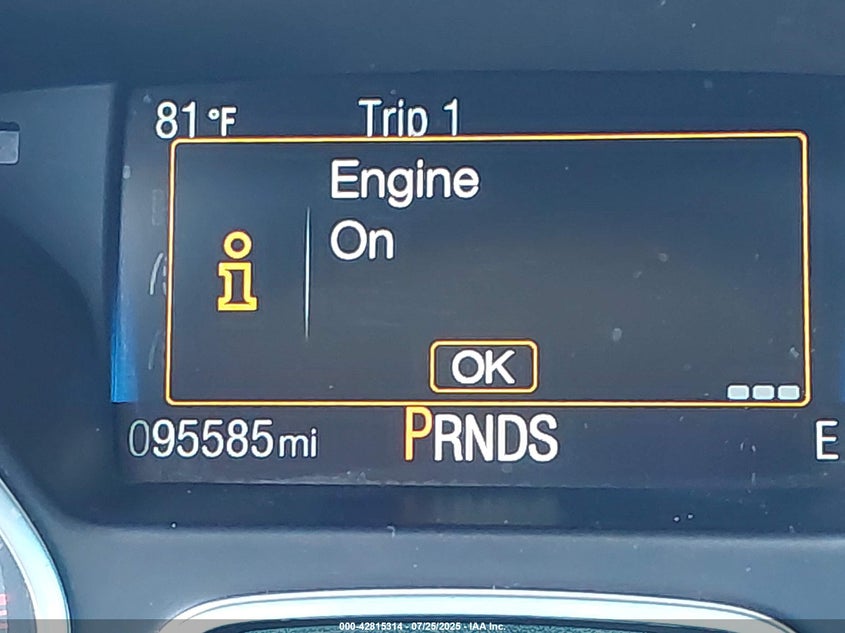 81°F Trip 1
Engine
On
i
OK
095585mi PRNDS E
000-42815314 - 07/25/2025 - IAA Inc.